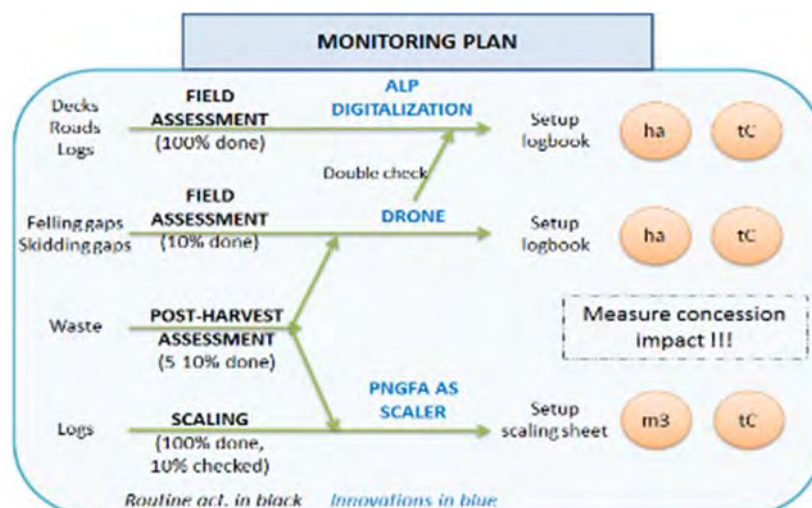 MONITORING PLAN
Decks
Roads
Logs
FIELD
ASSESSMENT
(100% done)
ALP
DIGITALIZATION
Setup
logbook
ha
tC
Double check
Felling gaps
Skidding gaps
FIELD
ASSESSMENT
(10% done)
DRONE
Setup
logbook
ha
tC
Waste
POST-HARVEST
ASSESSMENT
(5 10% done)
Measure concession
impact !!!
Logs
SCALING
(100% done,
10% checked)
PNGFA AS
SCALER
Setup
scaling sheet
m3
tC
Routine act. in black
Innovations in blue